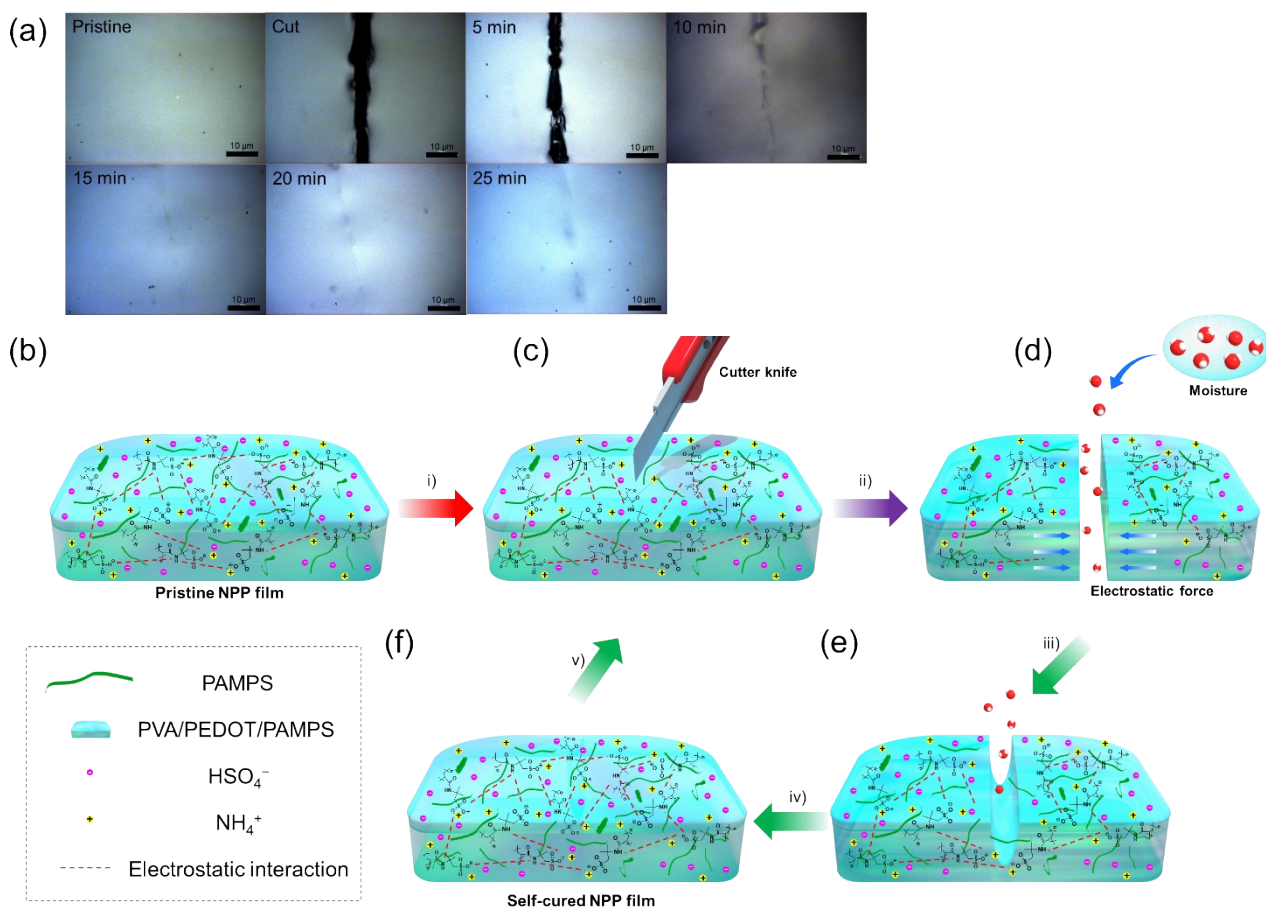 (a)
Pristine
Cut
5 min
10 min
10 µm
10 µm
10 µm
10 µm
15 min
20 min
25 min
10 µm
10 µm
10 µm
(b)
(c)
(d)
Cutter knife
Moisture
i)
ii)
Pristine NPP film
Electrostatic force
(f)
(e)
v)
iii)
PAMPS
PVA/PEDOT/PAMPS
HSO₄⁻
NH₄⁺
Electrostatic interaction
iv)
Self-cured NPP film